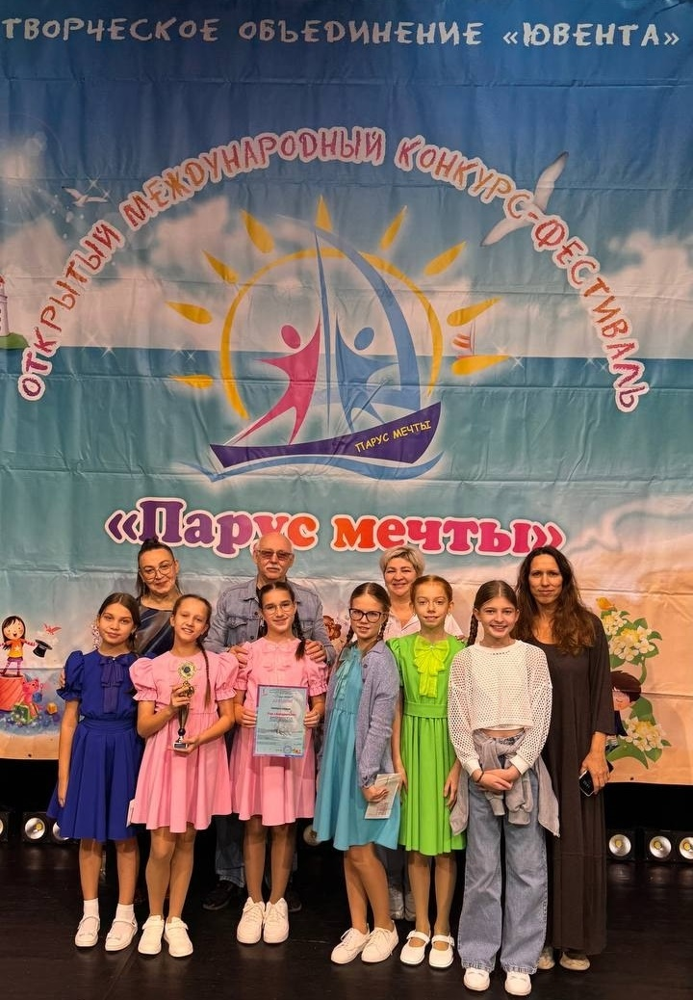 ТВОРЧЕСКОЕ ОБЪЕДИНЕНИЕ «ЮВЕНТА»
ОТКРЫТЫЙ МЕЖДУНАРОДНЫЙ КОНКУРС-ФЕСТИВАЛЬ
ПАРУС МЕЧТЫ
«Парус мечты»